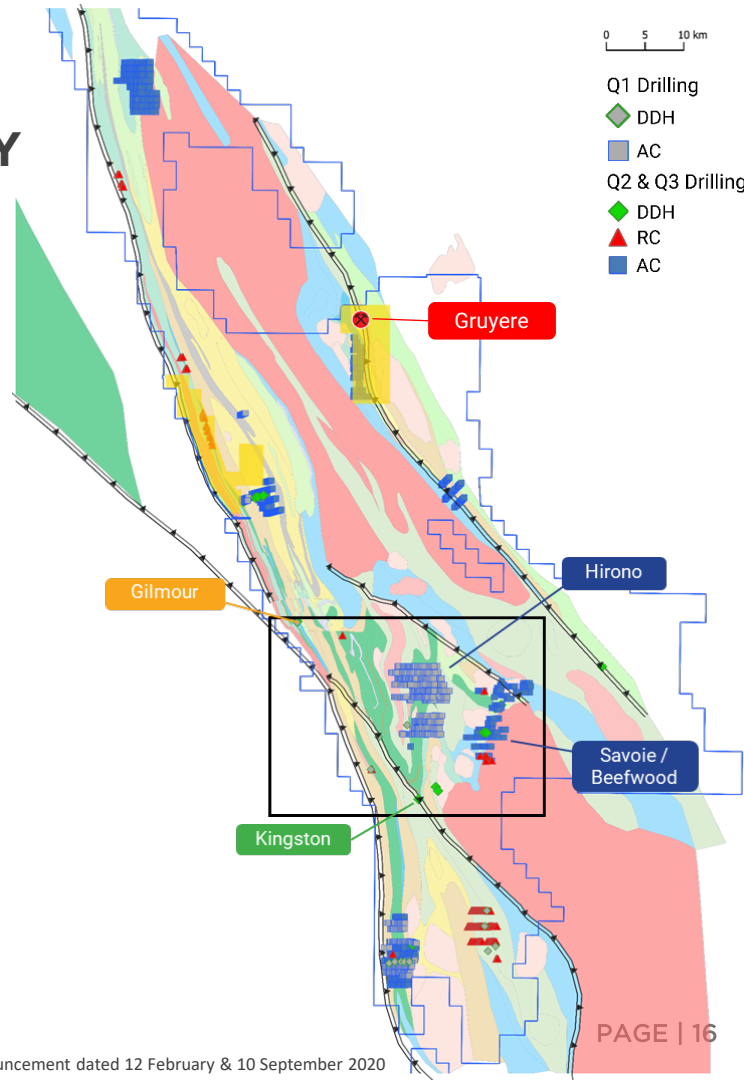 0 5 10 km
Q1 Drilling
DDH
AC
Y
Q2 & Q3 Drilling
DDH
RC
AC
Gruyere
Hirono
Gilmour
Savoie /
Beefwood
Kingston
PAGE | 16
ouncement dated 12 February & 10 September 2020